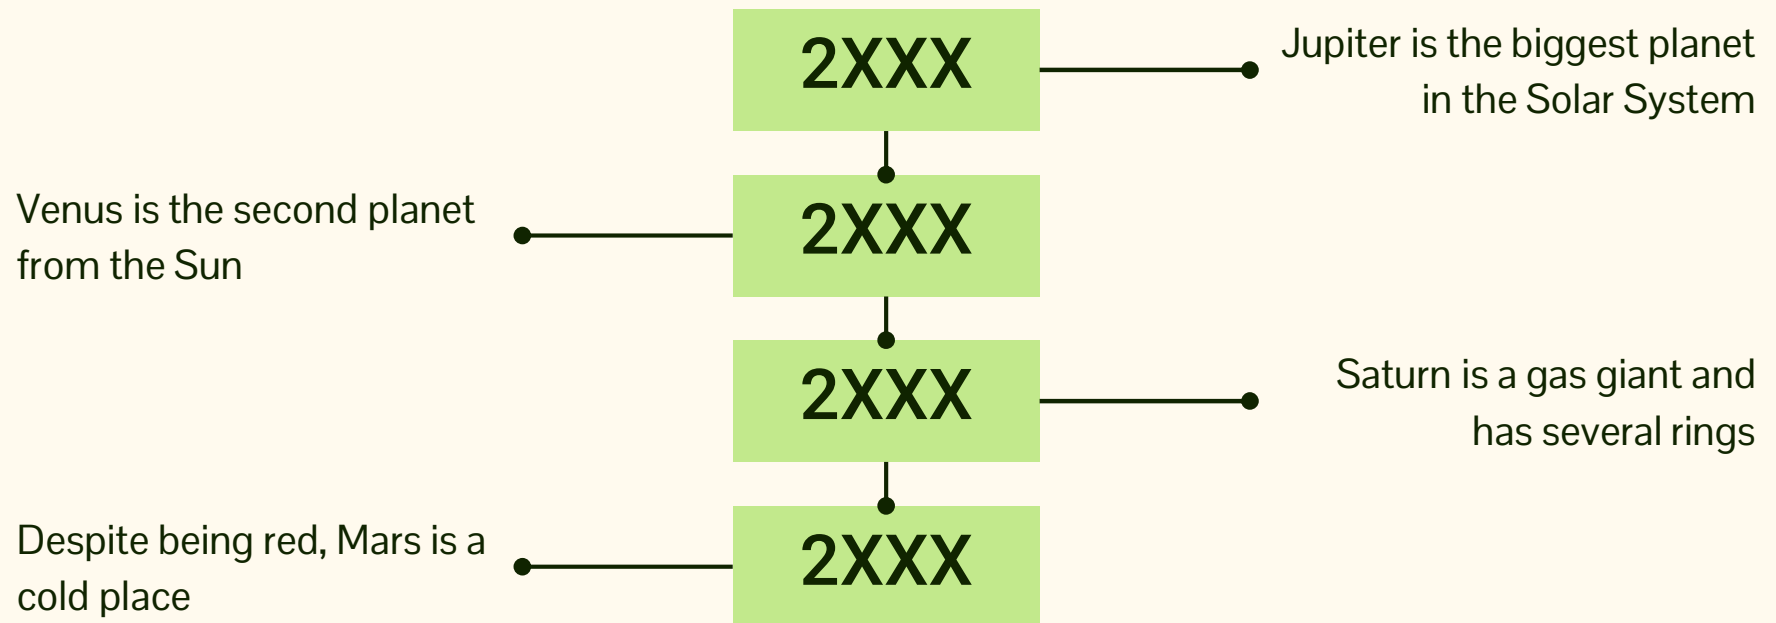 2XXX
Jupiter is the biggest planet
in the Solar System
Venus is the second planet
from the Sun
2XXX
2XXX
Saturn is a gas giant and
has several rings
Despite being red, Mars is a
cold place
2XXX